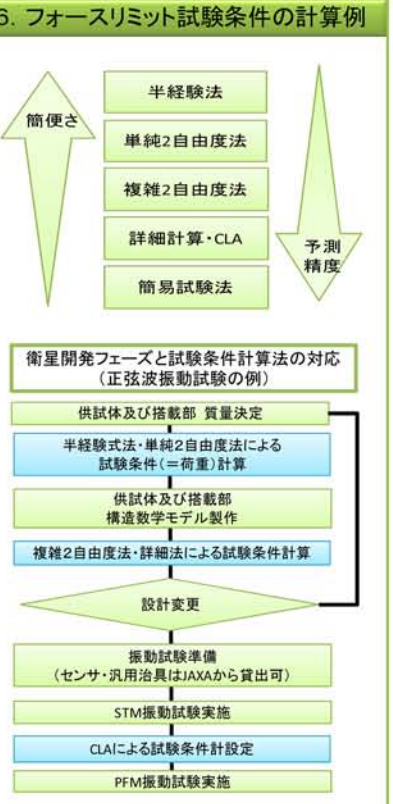 6. フォースリミット試験条件の計算例
簡便さ
半経験法
単純2自由度法
複雑2自由度法
詳細計算・CLA
簡易試験法
予測
精度
衛星開発フェーズと試験条件計算法の対応
（正弦波振動試験の例）
供試体及び搭載部 質量決定
半経験式法・単純2自由度法による
試験条件（＝荷重）計算
供試体及び搭載部
構造数学モデル製作
複雑2自由度法・詳細法による試験条件計算
設計変更
振動試験準備
（センサ・汎用治具はJAXAから貸出可）
STM振動試験実施
CLAによる試験条件計設定
PFM振動試験実施